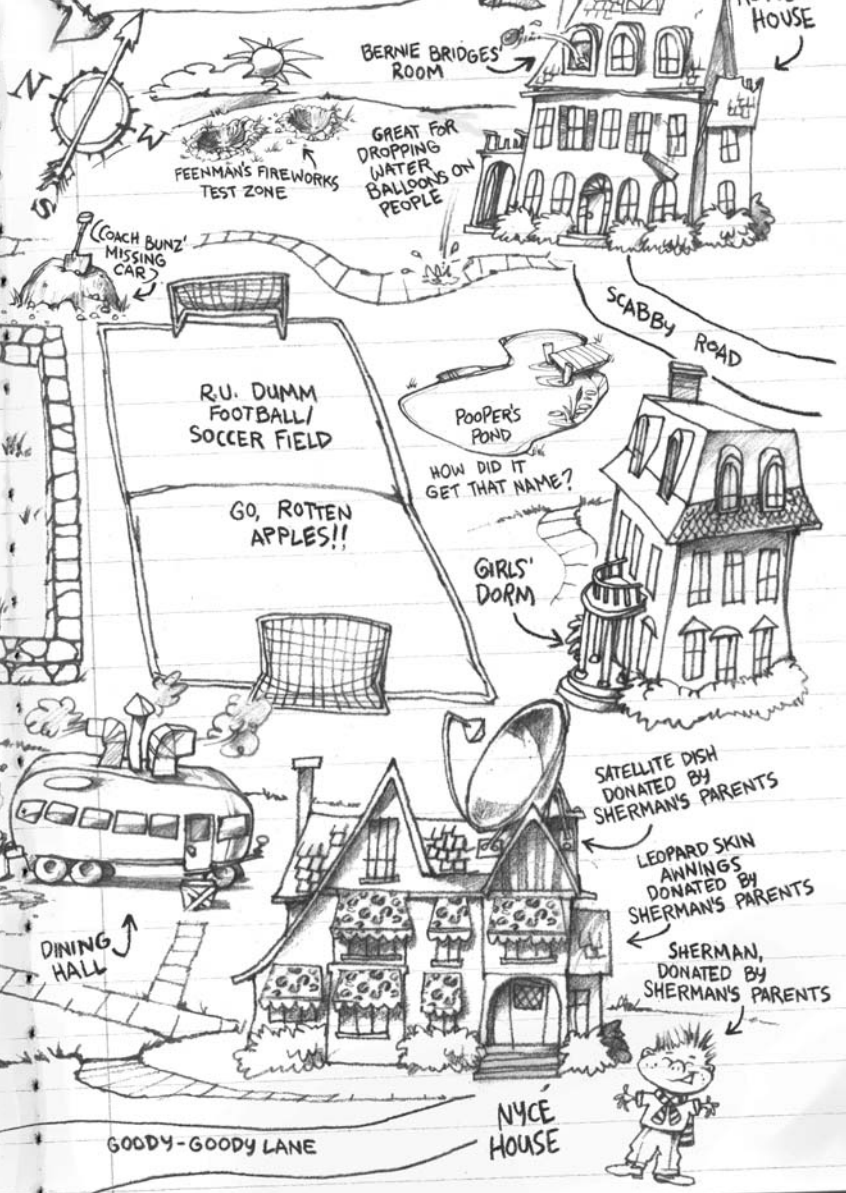 HOUSE
BERNIE BRIDGES'
ROOM
N
W
S
FEENMAN'S FIREWORKS
TEST ZONE
GREAT FOR
DROPPING
WATER
BALLOONS ON
PEOPLE
(COACH BUNZ'
MISSING
CAR)
SCABBY ROAD
R.U. DUMM
FOOTBALL/
SOCCER FIELD
POOPER'S
POND
HOW DID IT
GET THAT NAME?
GO, ROTTEN
APPLES!!
GIRLS'
DORM
SATELLITE DISH
DONATED BY
SHERMAN'S PARENTS
LEOPARD SKIN
AWNINGS
DONATED BY
SHERMAN'S PARENTS
DINING
HALL
SHERMAN,
DONATED BY
SHERMAN'S PARENTS
NYCE
HOUSE
GOODY-GOODY LANE